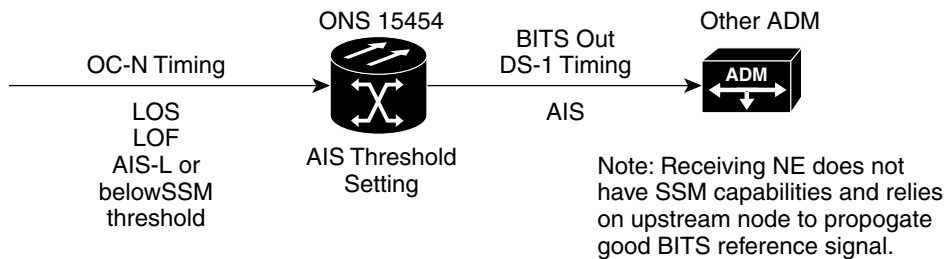 ONS 15454
Other ADM
OC-N Timing
BITS Out
DS-1 Timing
ADM
LOS
LOF
AIS-L or
belowSSM
threshold
AIS Threshold
Setting
AIS
Note: Receiving NE does not
have SSM capabilities and relies
on upstream node to propogate
good BITS reference signal.